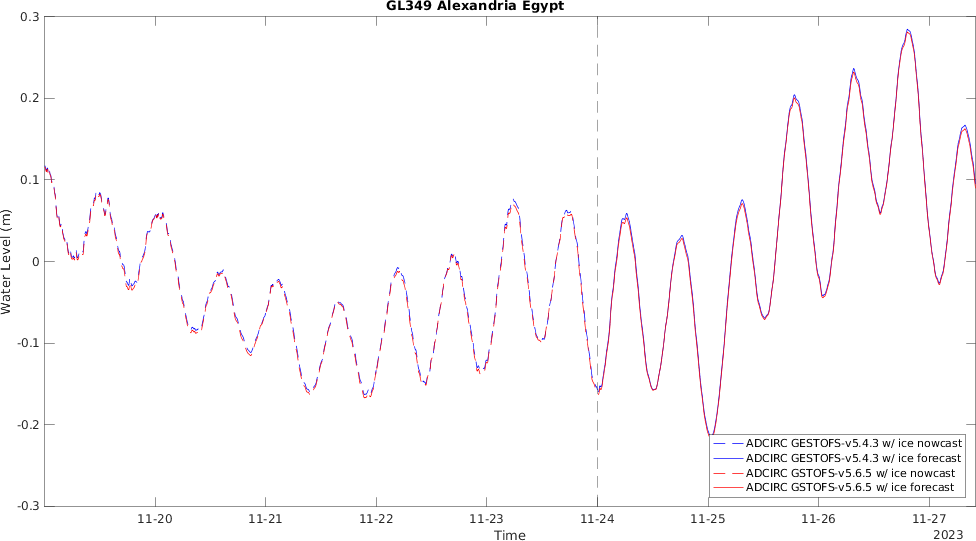 GL349 Alexandria Egypt
0.3
0.2
0.1
0
-0.1
-0.2
-0.3
Water Level (m)
11-20
11-21
11-22
11-23
11-24
11-25
11-26
11-27
Time
2023
ADCIRC GESTOFS-v5.4.3 w/ ice nowcast
ADCIRC GESTOFS-v5.4.3 w/ ice forecast
ADCIRC GSTOFS-v5.6.5 w/ ice nowcast
ADCIRC GSTOFS-v5.6.5 w/ ice forecast